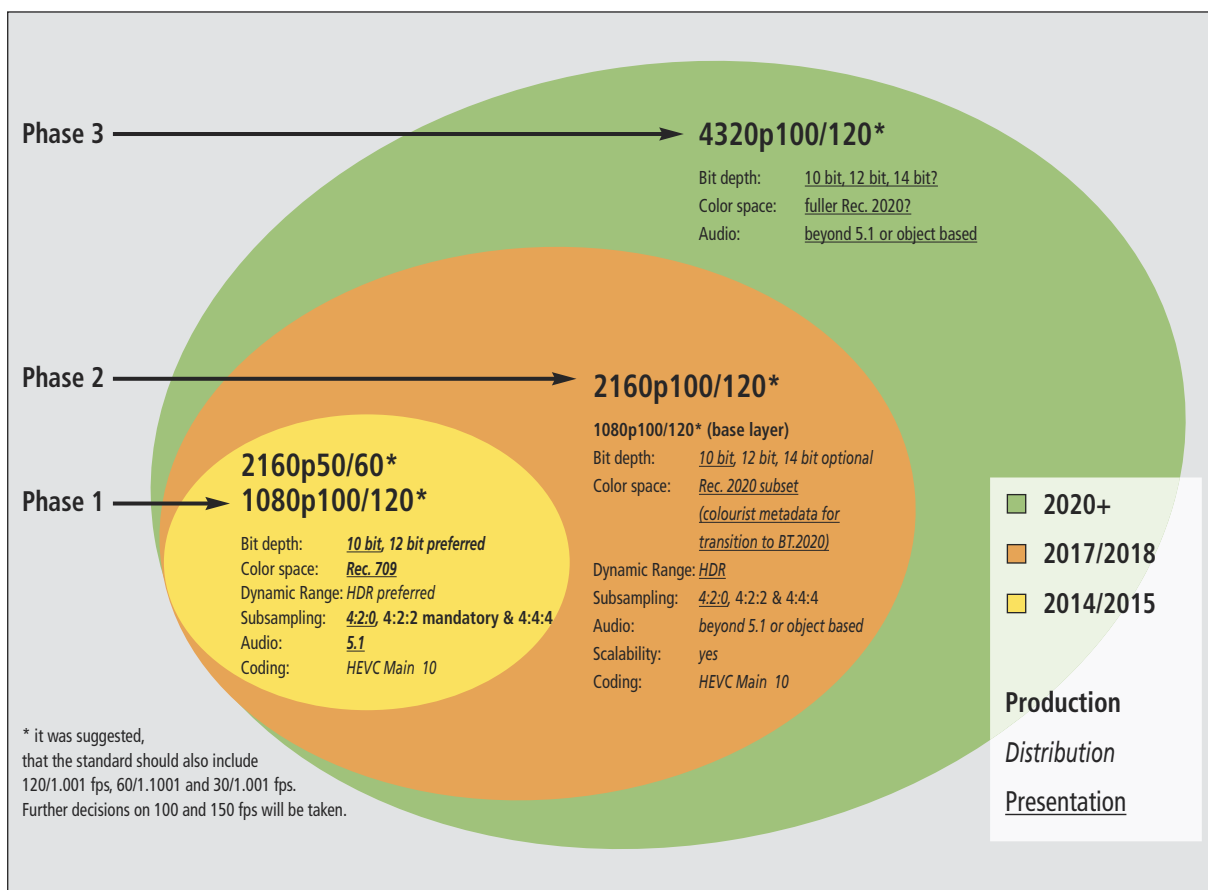 Phase 3
4320p100/120*
Bit depth: 10 bit, 12 bit, 14 bit?
Color space: fuller Rec. 2020?
Audio: beyond 5.1 or object based
Phase 2
2160p100/120*
1080p100/120* (base layer)
Bit depth: 10 bit, 12 bit, 14 bit optional
Color space: Rec. 2020 subset
(colourist metadata for
transition to BT.2020)
Dynamic Range: HDR
Subsampling: 4:2:0, 4:2:2 & 4:4:4
Audio: beyond 5.1 or object based
Scalability: yes
Coding: HEVC Main 10
Phase 1
2160p50/60*
1080p100/120*
Bit depth: 10 bit, 12 bit preferred
Color space: Rec. 709
Dynamic Range: HDR preferred
Subsampling: 4:2:0, 4:2:2 mandatory & 4:4:4
Audio: 5.1
Coding: HEVC Main 10
2020+
2017/2018
2014/2015
Production
Distribution
Presentation
* it was suggested,
that the standard should also include
120/1.001 fps, 60/1.1001 and 30/1.001 fps.
Further decisions on 100 and 150 fps will be taken.